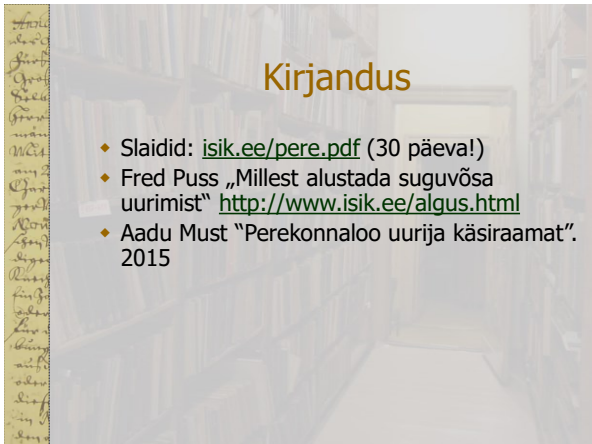 Kirjandus
Slaidid: isik.ee/pere.pdf (30 päeva!)
Fred Puss „Millest alustada suguvõsa
uurimist“ http://www.isik.ee/algus.html
Aadu Must “Perekonnaloo uurija käsiraamat”.
2015